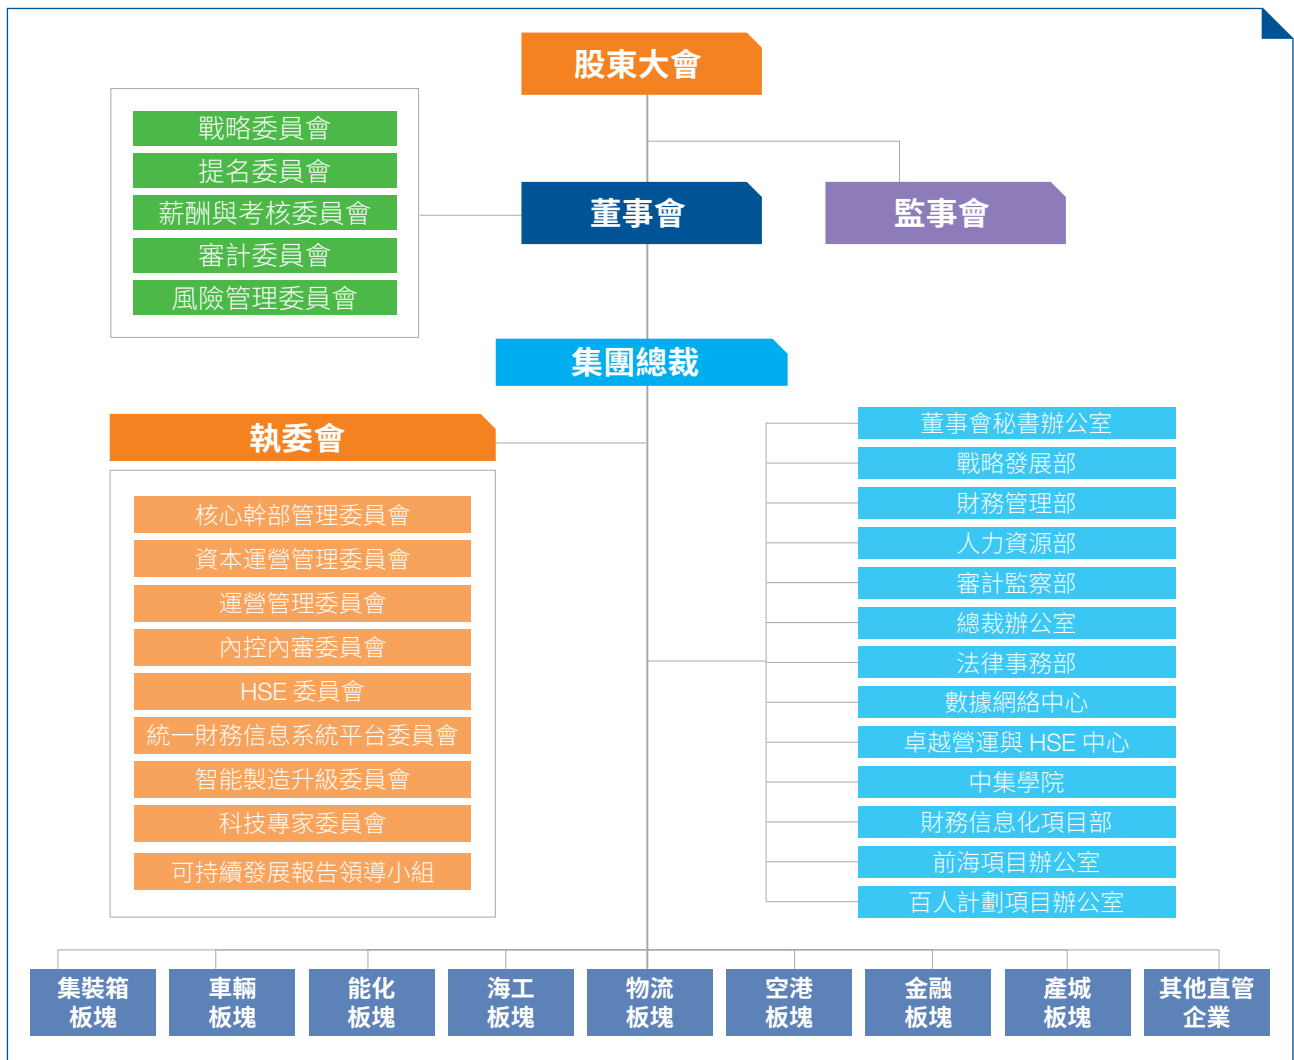 股東大會
戰略委員會
提名委員會
薪酬與考核委員會
審計委員會
風險管理委員會
董事會
監事會
集團總裁
執委會
核心幹部管理委員會
資本運營管理委員會
運營管理委員會
內控內審委員會
HSE 委員會
統一財務信息系統平台委員會
智能製造升級委員會
科技專家委員會
可持續發展報告領導小組
董事會秘書辦公室
戰略發展部
財務管理部
人力資源部
審計監察部
總裁辦公室
法律事務部
數據網絡中心
卓越營運與 HSE 中心
中集學院
財務信息化項目部
前海項目辦公室
百人計劃項目辦公室
集裝箱
板塊
車輛
板塊
能化
板塊
海工
板塊
物流
板塊
空港
板塊
金融
板塊
產城
板塊
其他直管
企業